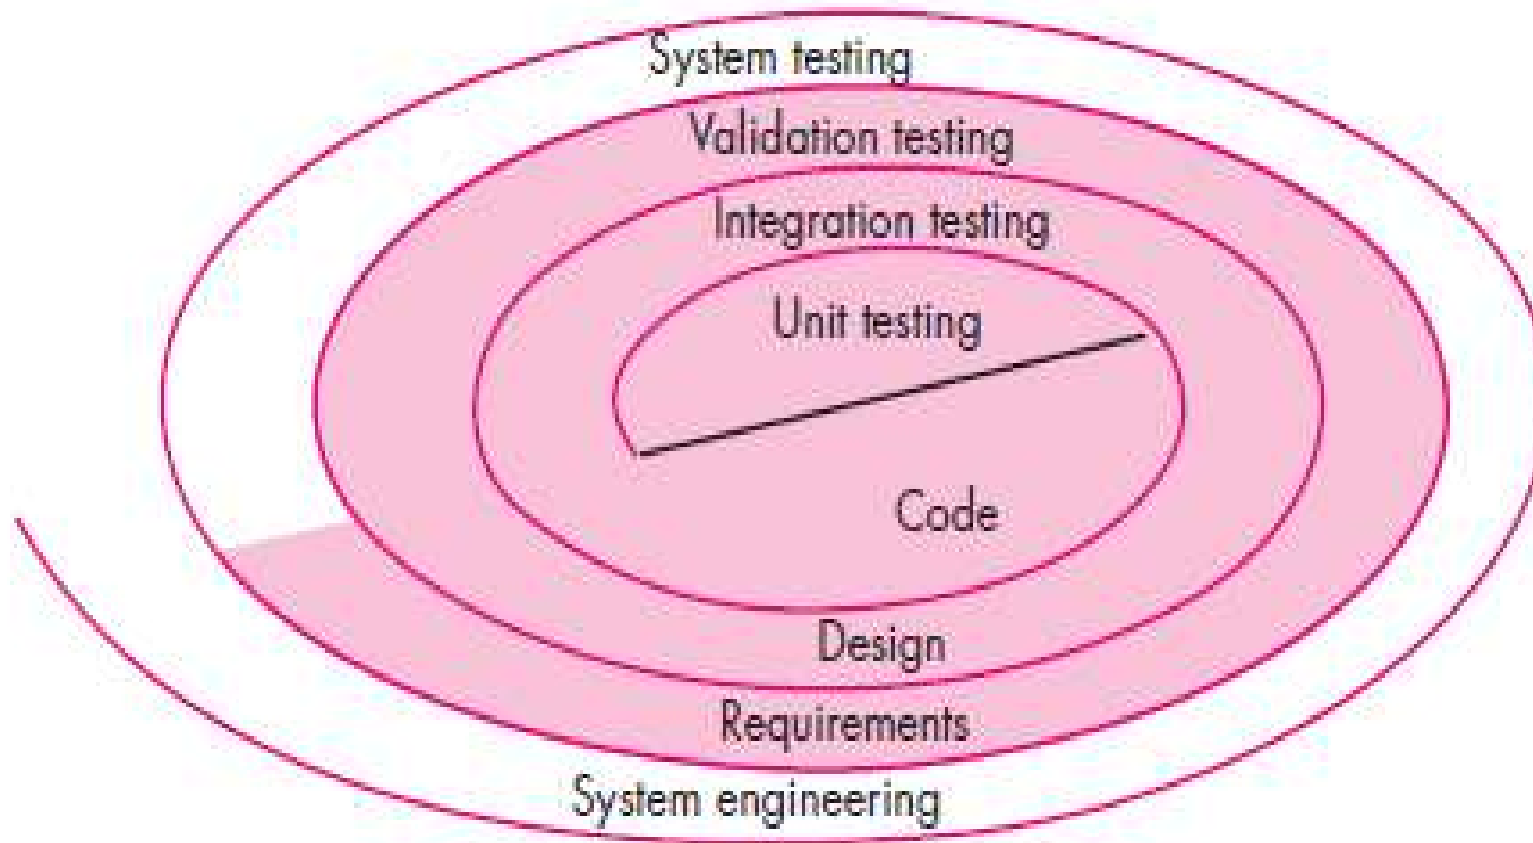 System testing
Validation testing
Integration testing
Unit testing
Code
Design
Requirements
System engineering